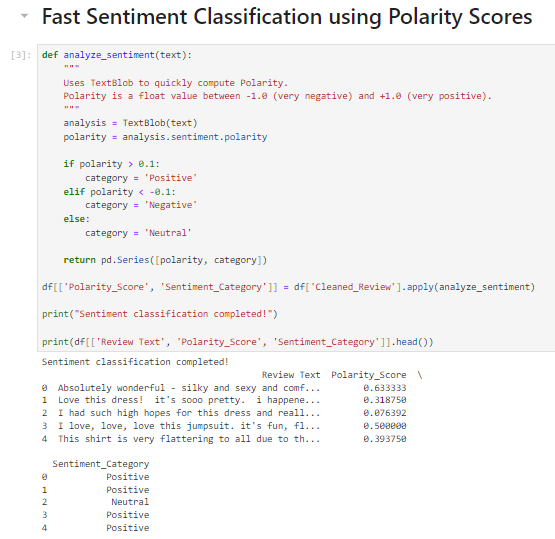 Fast Sentiment Classification using Polarity Scores
[3]: def analyze_sentiment(text):
    """
    Uses TextBlob to quickly compute Polarity.
    Polarity is a float value between -1.0 (very negative) and +1.0 (very positive).
    """
    analysis = TextBlob(text)
    polarity = analysis.sentiment.polarity

    if polarity > 0.1:
        category = 'Positive'
    elif polarity < -0.1:
        category = 'Negative'
    else:
        category = 'Neutral'

    return pd.Series([polarity, category])

df[['Polarity_Score', 'Sentiment_Category']] = df['Cleaned_Review'].apply(analyze_sentiment)

print("Sentiment classification completed!")

print(df[['Review Text', 'Polarity_Score', 'Sentiment_Category']].head())
Sentiment classification completed!
                                         Review Text  Polarity_Score  \
0  Absolutely wonderful - silky and sexy and comf...        0.633333
1  Love this dress!  it's sooo pretty.  i happene...        0.318750
2  I had such high hopes for this dress and reall...        0.076392
3  I love, love, love this jumpsuit. it's fun, fl...        0.500000
4  This shirt is very flattering to all due to th...        0.393750

  Sentiment_Category
0           Positive
1           Positive
2            Neutral
3           Positive
4           Positive